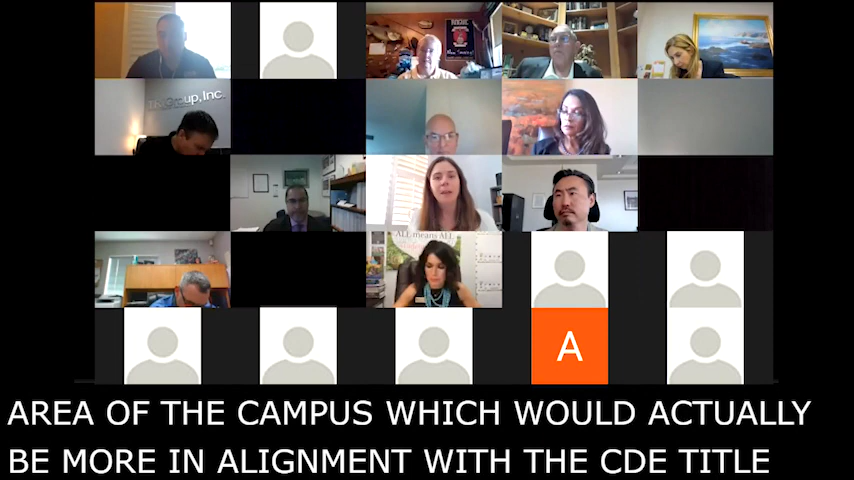 Group, Inc.
ALL means ALL
A
AREA OF THE CAMPUS WHICH WOULD ACTUALLY
BE MORE IN ALIGNMENT WITH THE CDE TITLE